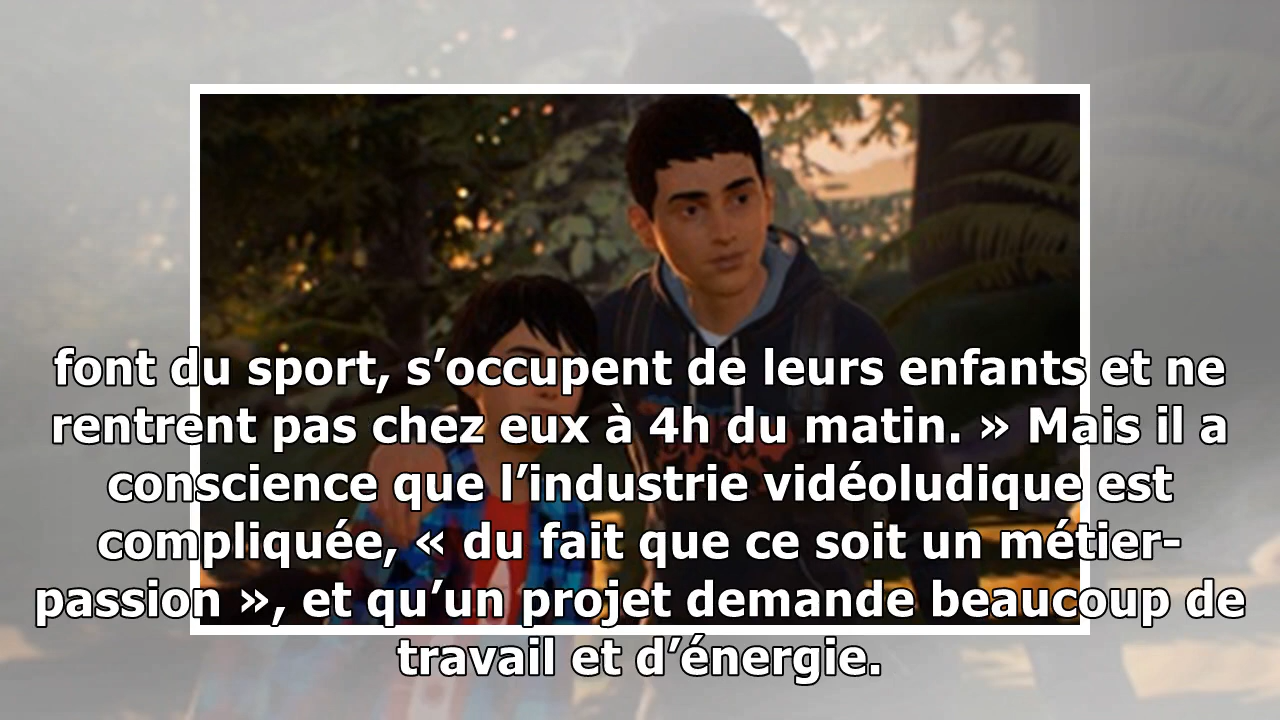 font du sport, s’occupent de leurs enfants et ne
rentrent pas chez eux à 4h du matin. » Mais il a
conscience que l’industrie vidéoludique est
compliquée, « du fait que ce soit un métier-
passion », et qu’un projet demande beaucoup de
travail et d’énergie.